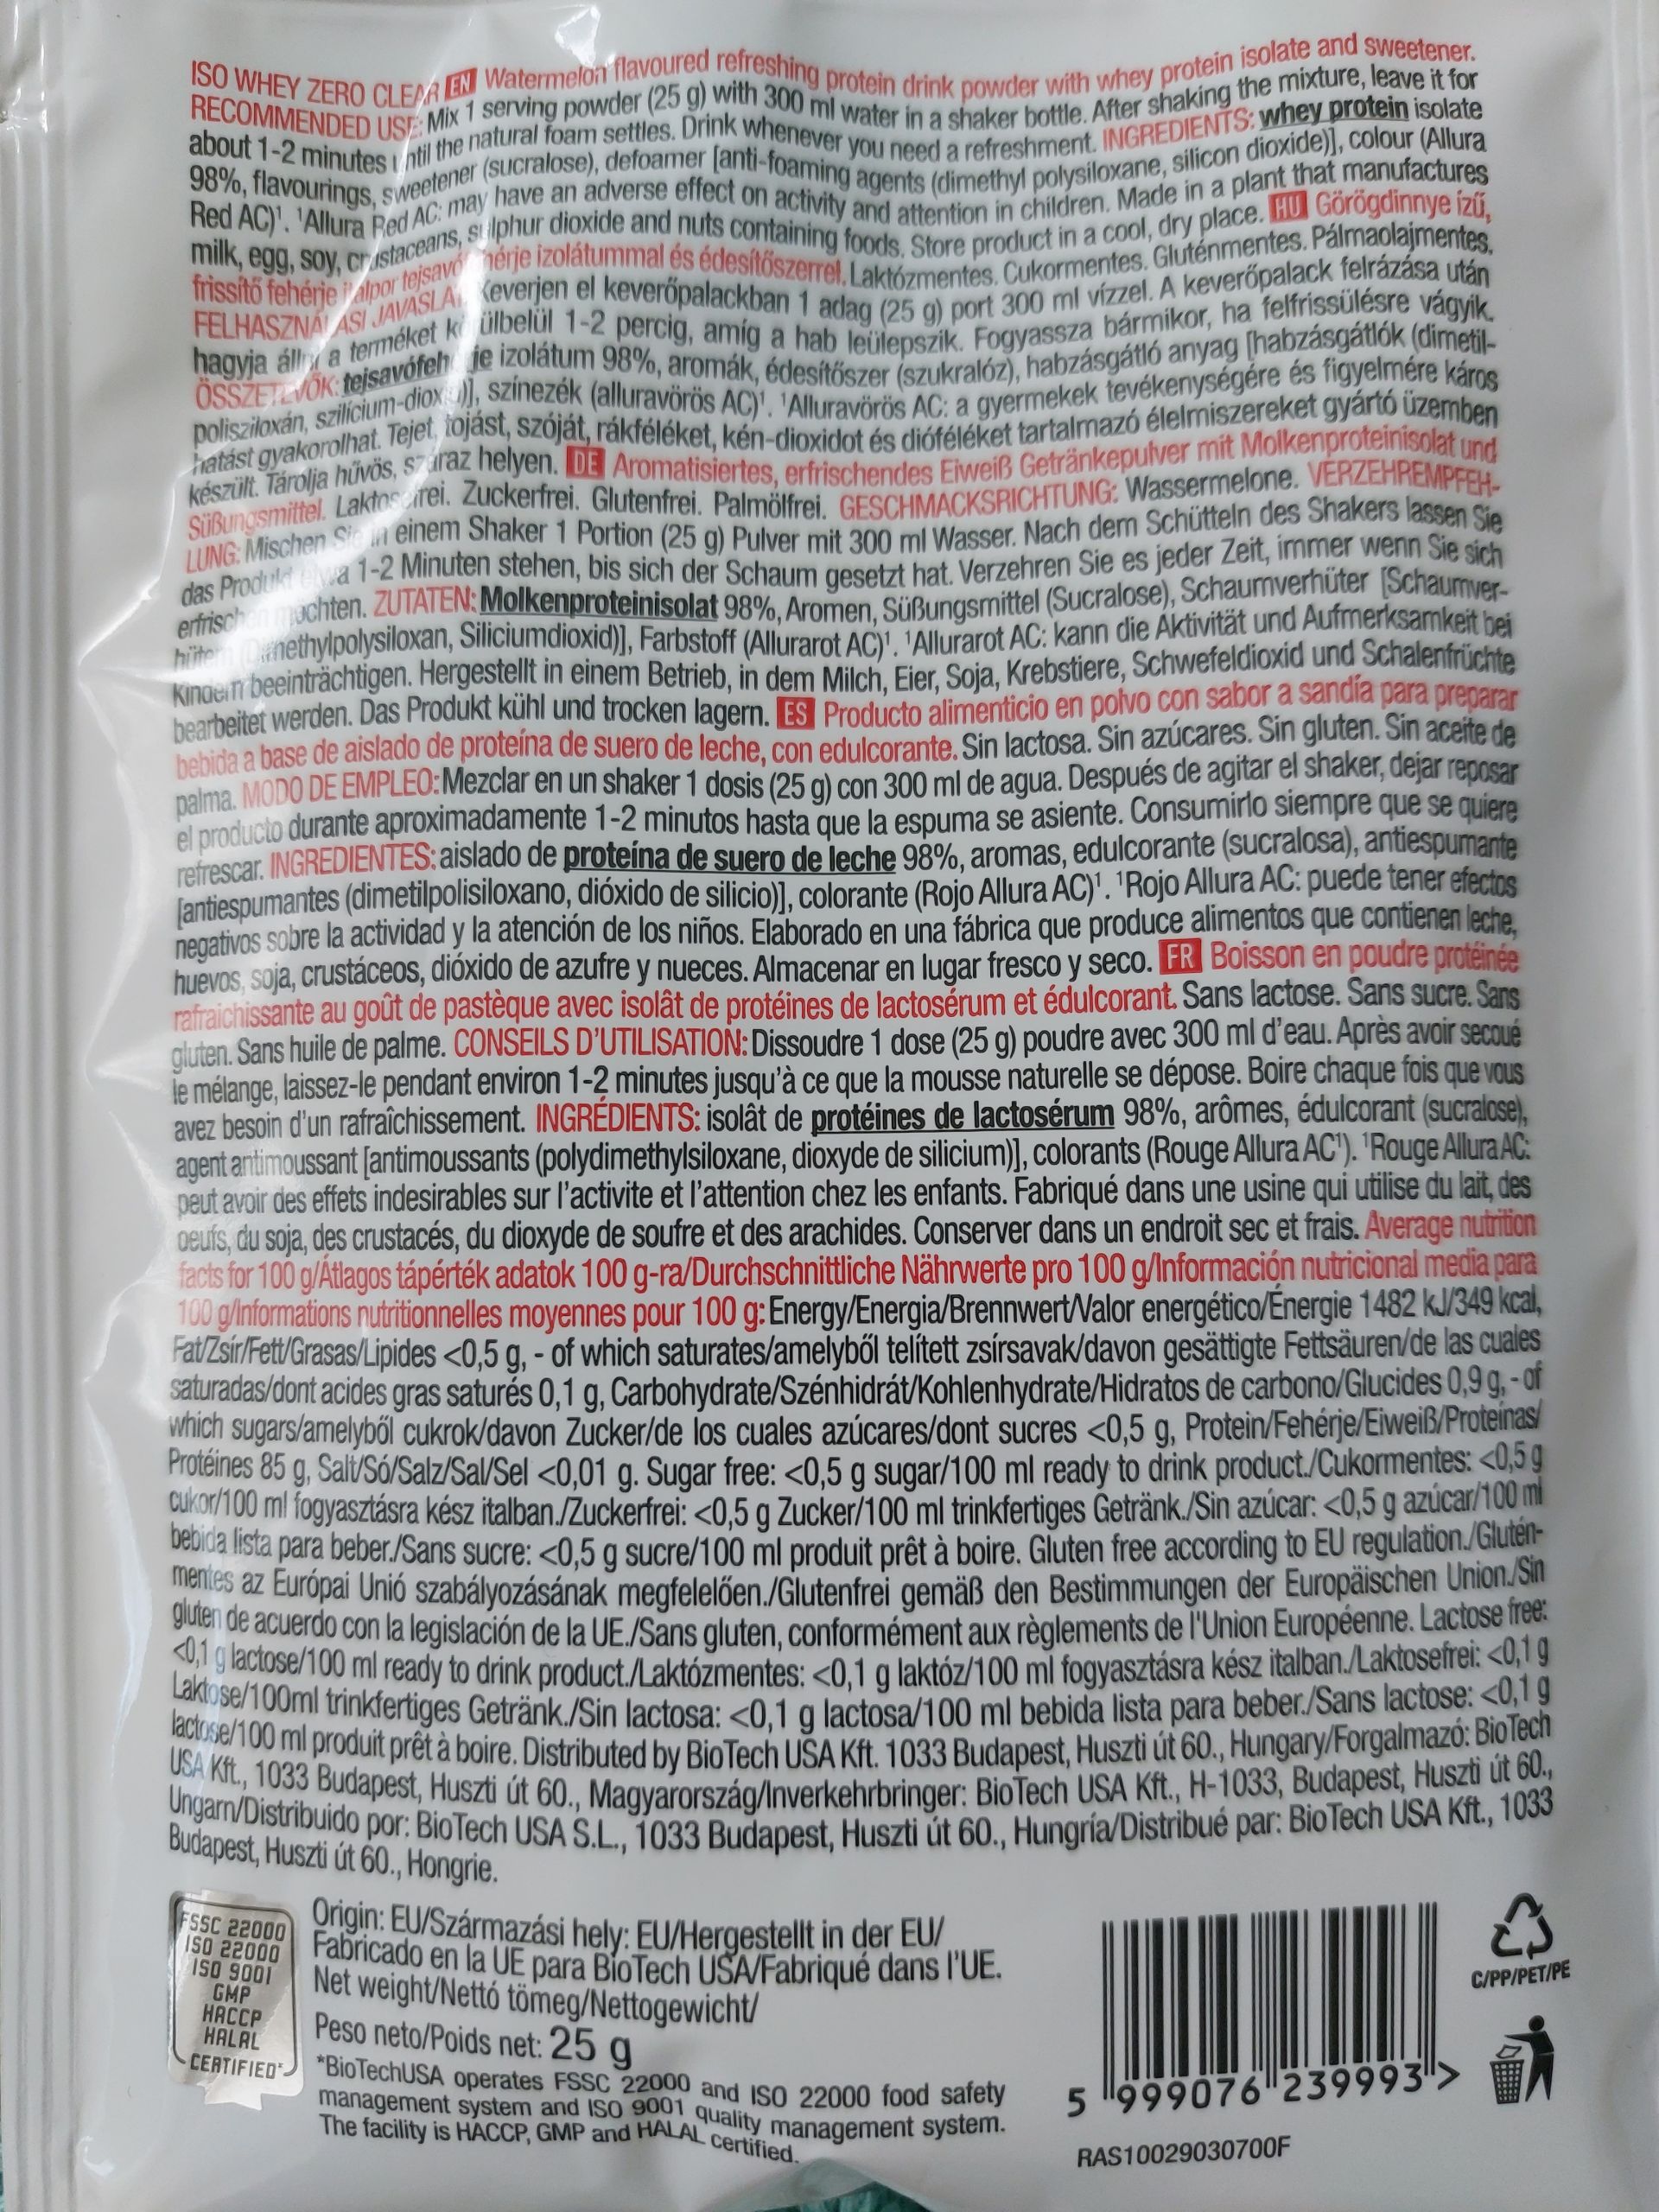 ISO WHEY ZERO CLEAR EN Watermelon flavoured refreshing protein drink powder with whey protein isolate and sweetener.
RECOMMENDED USE: Mix 1 serving powder (25 g) with 300 ml water in a shaker bottle. After shaking the mixture, leave it for
about 1-2 minutes until the natural foam settles. Drink whenever you need a refreshment. INGREDIENTS: whey protein isolate
98%, flavourings, sweetener (sucralose), defoamer [anti-foaming agents (dimethyl polysiloxane, silicon dioxide)], colour (Allura
Red AC)¹. ¹Allura Red AC: may have an adverse effect on activity and attention in children. Made in a plant that manufactures
milk, egg, soy, crustaceans, sulphur dioxide and nuts containing foods. Store product in a cool, dry place. HU Görögdinnye ízű,
frissítő fehérje italpor tejsavófehérje izolátummal és édesítőszerrel. Laktózmentes. Cukormentes. Gluténmentes. Pálmaolajmentes.
FELHASZNÁLÁSI JAVASLAT: Keverjen el keverőpalackban 1 adag (25 g) port 300 ml vízzel. A keverőpalack felrázása után
hagyja állni a terméket körülbelül 1-2 percig, amíg a hab leülepszik. Fogyassza bármikor, ha felfrissülésre vágyik.
ÖSSZETEVŐK: tejsavófehérje izolátum 98%, aromák, édesítőszer (szukralóz), habzásgátló anyag [habzásgátlók (dimetil-
polisziloxán, szilícium-dioxid)], színezék (alluravörös AC)¹. ¹Alluravörös AC: a gyermekek tevékenységére és figyelmére káros
hatást gyakorolhat. Tejet, tojást, szóját, rákféléket, kén-dioxidot és dióféléket tartalmazó élelmiszereket gyártó üzemben
készült. Tárolja hűvös, száraz helyen. DE Aromatisiertes, erfrischendes Eiweiß Getränkepulver mit Molkenproteinisolat und
Süßungsmittel. Laktosefrei. Zuckerfrei. Glutenfrei. Palmölfrei. GESCHMACKSRICHTUNG: Wassermelone. VERZEHREMPFEH-
LUNG: Mischen Sie in einem Shaker 1 Portion (25 g) Pulver mit 300 ml Wasser. Nach dem Schütteln des Shakers lassen Sie
das Produkt etwa 1-2 Minuten stehen, bis sich der Schaum gesetzt hat. Verzehren Sie es jeder Zeit, immer wenn Sie sich
erfrischen möchten. ZUTATEN: Molkenproteinisolat 98%, Aromen, Süßungsmittel (Sucralose), Schaumverhüter [Schaumver-
hüter (Dimethylpolysiloxan, Siliciumdioxid)], Farbstoff (Allurarot AC)¹. ¹Allurarot AC: kann die Aktivität und Aufmerksamkeit bei
Kindern beeinträchtigen. Hergestellt in einem Betrieb, in dem Milch, Eier, Soja, Krebstiere, Schwefeldioxid und Schalenfrüchte
bearbeitet werden. Das Produkt kühl und trocken lagern. ES Producto alimenticio en polvo con sabor a sandía para preparar
bebida a base de aislado de proteína de suero de leche, con edulcorante. Sin lactosa. Sin azúcares. Sin gluten. Sin aceite de
palma. MODO DE EMPLEO: Mezclar en un shaker 1 dosis (25 g) con 300 ml de agua. Después de agitar el shaker, dejar reposar
el producto durante aproximadamente 1-2 minutos hasta que la espuma se asiente. Consumirlo siempre que se quiere
refrescar. INGREDIENTES: aislado de proteína de suero de leche 98%, aromas, edulcorante (sucralosa), antiespumante
[antiespumantes (dimetilpolisiloxano, dióxido de silicio)], colorante (Rojo Allura AC)¹. ¹Rojo Allura AC: puede tener efectos
negativos sobre la actividad y la atención de los niños. Elaborado en una fábrica que produce alimentos que contienen leche,
huevos, soja, crustáceos, dióxido de azufre y nueces. Almacenar en lugar fresco y seco. FR Boisson en poudre protéinée
rafraichissante au goût de pastèque avec isolât de protéines de lactosérum et édulcorant. Sans lactose. Sans sucre. Sans
gluten. Sans huile de palme. CONSEILS D'UTILISATION: Dissoudre 1 dose (25 g) poudre avec 300 ml d'eau. Après avoir secoué
le mélange, laissez-le pendant environ 1-2 minutes jusqu'à ce que la mousse naturelle se dépose. Boire chaque fois que vous
avez besoin d'un rafraîchissement. INGRÉDIENTS: isolât de protéines de lactosérum 98%, arômes, édulcorant (sucralose),
agent antimoussant [antimoussants (polydimethylsiloxane, dioxyde de silicium)], colorants (Rouge Allura AC¹). ¹Rouge Allura AC:
peut avoir des effets indesirables sur l'activite et l'attention chez les enfants. Fabriqué dans une usine qui utilise du lait, des
oeufs, du soja, des crustacés, du dioxyde de soufre et des arachides. Conserver dans un endroit sec et frais. Average nutrition
facts for 100 g/Átlagos tápérték adatok 100 g-ra/Durchschnittliche Nährwerte pro 100 g/Información nutricional media para
100 g/Informations nutritionnelles moyennes pour 100 g: Energy/Energia/Brennwert/Valor energético/Énergie 1482 kJ/349 kcal,
Fat/Zsír/Fett/Grasas/Lipides <0,5 g, - of which saturates/amelyből telített zsírsavak/davon gesättigte Fettsäuren/de las cuales
saturadas/dont acides gras saturés 0,1 g, Carbohydrate/Szénhidrát/Kohlenhydrate/Hidratos de carbono/Glucides 0,9 g, - of
which sugars/amelyből cukrok/davon Zucker/de los cuales azúcares/dont sucres <0,5 g, Protein/Fehérje/Eiweiß/Proteínas/
Protéines 85 g, Salt/Só/Salz/Sal/Sel <0,01 g. Sugar free: <0,5 g sugar/100 ml ready to drink product./Cukormentes: <0,5 g
cukor/100 ml fogyasztásra kész italban./Zuckerfrei: <0,5 g Zucker/100 ml trinkfertiges Getränk./Sin azúcar: <0,5 g azúcar/100 ml
bebida lista para beber./Sans sucre: <0,5 g sucre/100 ml produit prêt à boire. Gluten free according to EU regulation./Glutén-
mentes az Európai Unió szabályozásának megfelelően./Glutenfrei gemäß den Bestimmungen der Europäischen Union./Sin
gluten de acuerdo con la legislación de la UE./Sans gluten, conformément aux règlements de l'Union Européenne. Lactose free:
<0,1 g lactose/100 ml ready to drink product./Laktózmentes: <0,1 g laktóz/100 ml fogyasztásra kész italban./Laktosefrei: <0,1 g
Laktose/100ml trinkfertiges Getränk./Sin lactosa: <0,1 g lactosa/100 ml bebida lista para beber./Sans lactose: <0,1 g
lactose/100 ml produit prêt à boire. Distributed by BioTech USA Kft. 1033 Budapest, Huszti út 60., Hungary/Forgalmazó: BioTech
USA Kft., 1033 Budapest, Huszti út 60., Magyarország/Inverkehrbringer: BioTech USA Kft., H-1033, Budapest, Huszti út 60.,
Ungarn/Distribuido por: BioTech USA S.L., 1033 Budapest, Huszti út 60., Hungría/Distribué par: BioTech USA Kft., 1033
Budapest, Huszti út 60., Hongrie.
FSSC 22000
ISO 22000
ISO 9001
GMP
HACCP
HALAL
CERTIFIED*
Origin: EU/Származási hely: EU/Hergestellt in der EU/
Fabricado en la UE para BioTech USA/Fabriqué dans l'UE.
Net weight/Nettó tömeg/Nettogewicht/
Peso neto/Poids net: 25 g
*BioTechUSA operates FSSC 22000 and ISO 22000 food safety
management system and ISO 9001 quality management system.
The facility is HACCP, GMP and HALAL certified.
5 999076 239993 >
RAS10029030700F
C/PP/PET/PE